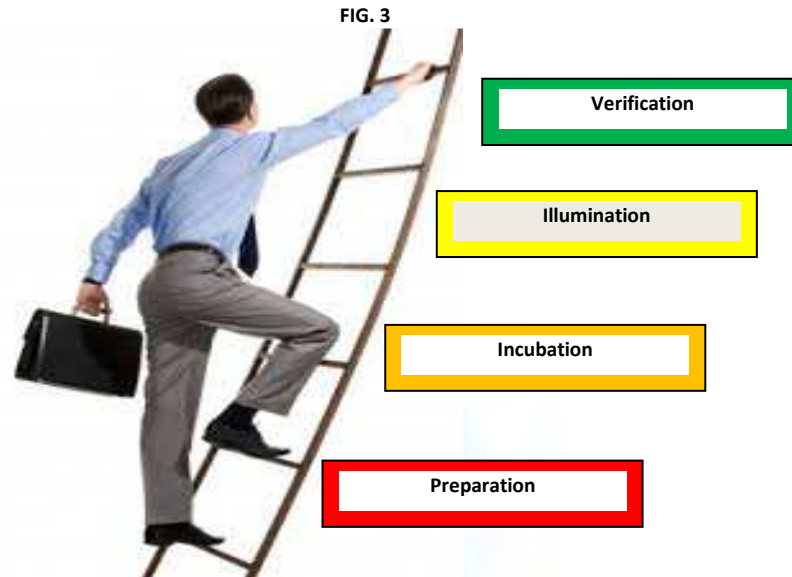 FIG. 3
Verification
Illumination
Incubation
Preparation